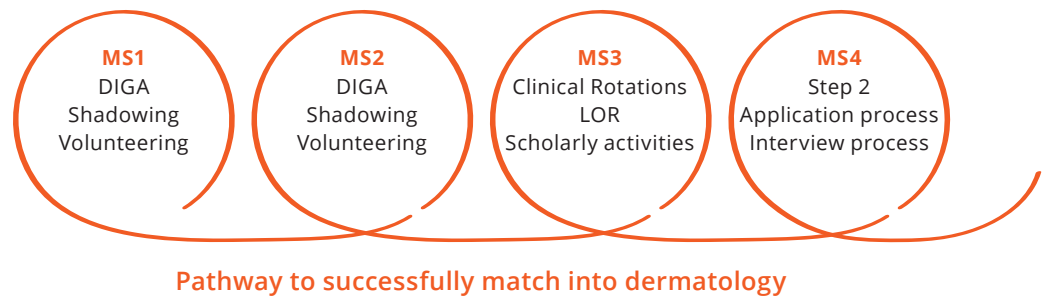 MS1
DIGA
Shadowing
Volunteering
MS2
DIGA
Shadowing
Volunteering
MS3
Clinical Rotations
LOR
Scholarly activities
MS4
Step 2
Application process
Interview process
Pathway to successfully match into dermatology